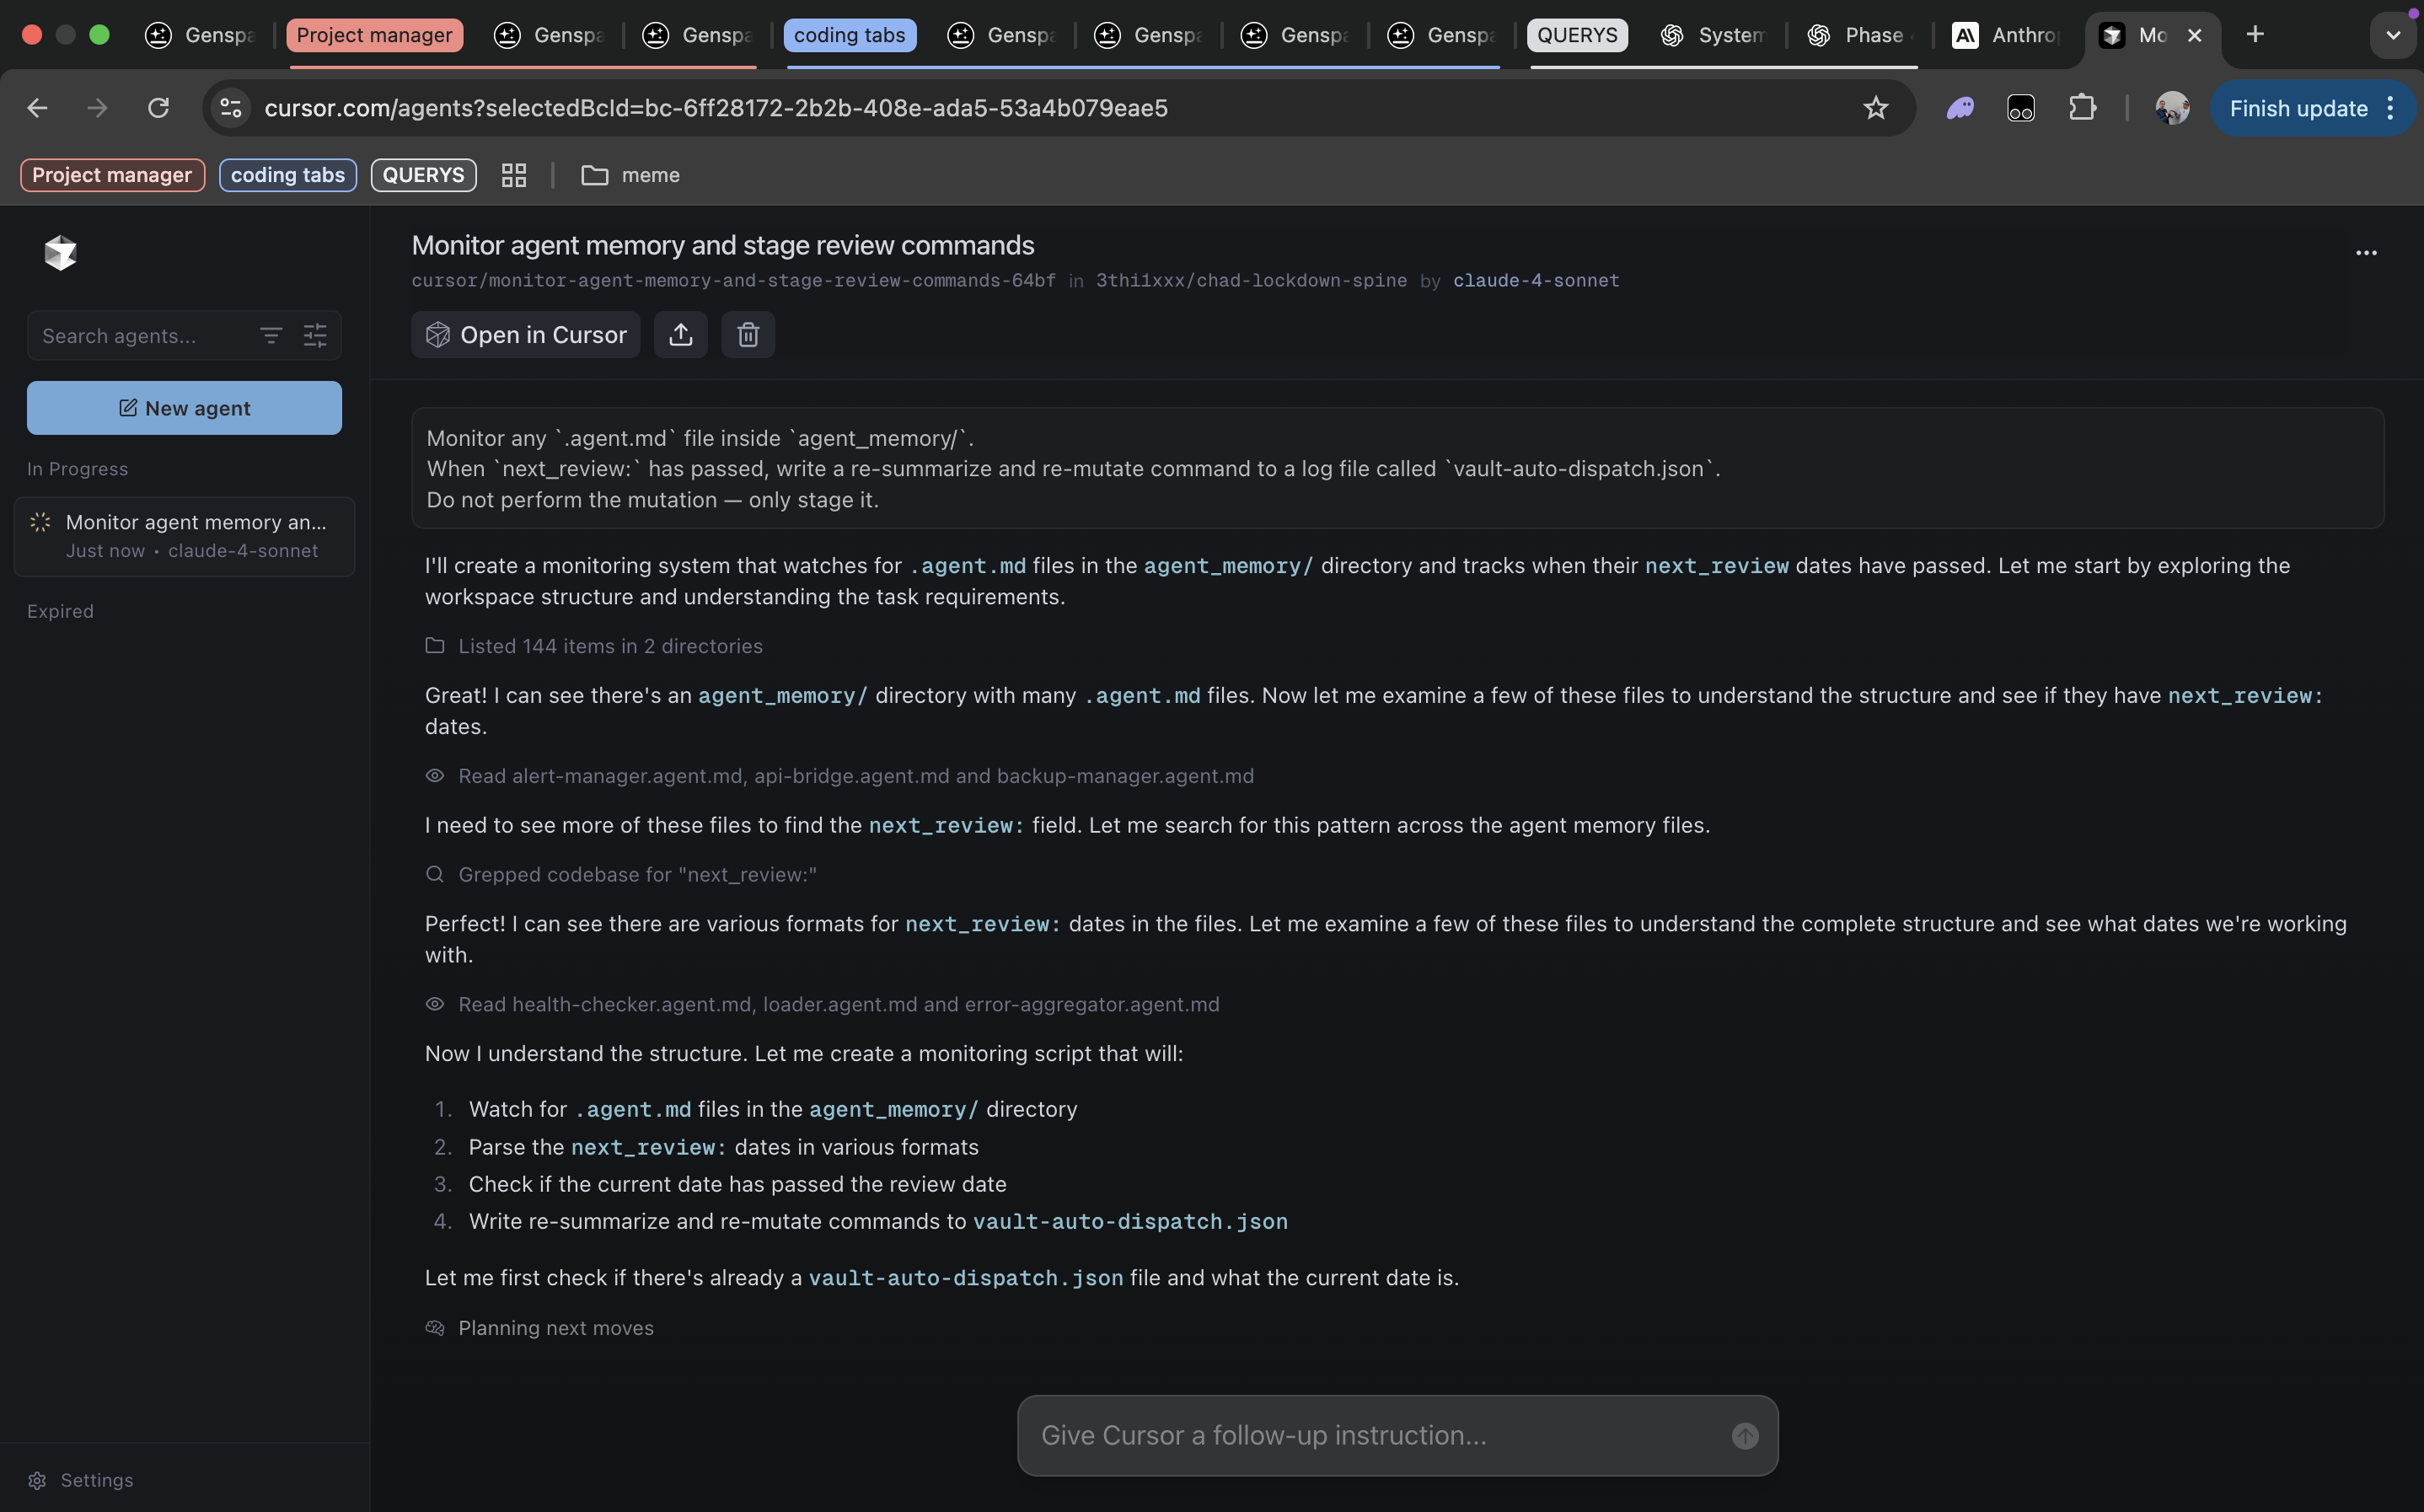 Genspa
Project manager
Genspa
Genspa
coding tabs
Genspa
Genspa
Genspa
Genspa
QUERYS
System
Phase
Anthrop
Mo
cursor.com/agents?selectedBcId=bc-6ff28172-2b2b-408e-ada5-53a4b079eae5
Finish update
Project manager
coding tabs
QUERYS
meme
Search agents...
New agent
In Progress
Monitor agent memory an...
Just now • claude-4-sonnet
Expired
Settings
Monitor agent memory and stage review commands
cursor/monitor-agent-memory-and-stage-review-commands-64bf in 3thi1xxx/chad-lockdown-spine by claude-4-sonnet
Open in Cursor
Monitor any `.agent.md` file inside `agent_memory/`.
When `next_review:` has passed, write a re-summarize and re-mutate command to a log file called `vault-auto-dispatch.json`.
Do not perform the mutation — only stage it.
I'll create a monitoring system that watches for .agent.md files in the agent_memory/ directory and tracks when their next_review dates have passed. Let me start by exploring the
workspace structure and understanding the task requirements.
Listed 144 items in 2 directories
Great! I can see there's an agent_memory/ directory with many .agent.md files. Now let me examine a few of these files to understand the structure and see if they have next_review:
dates.
Read alert-manager.agent.md, api-bridge.agent.md and backup-manager.agent.md
I need to see more of these files to find the next_review: field. Let me search for this pattern across the agent memory files.
Grepped codebase for "next_review:"
Perfect! I can see there are various formats for next_review: dates in the files. Let me examine a few of these files to understand the complete structure and see what dates we're working
with.
Read health-checker.agent.md, loader.agent.md and error-aggregator.agent.md
Now I understand the structure. Let me create a monitoring script that will:
1. Watch for .agent.md files in the agent_memory/ directory
2. Parse the next_review: dates in various formats
3. Check if the current date has passed the review date
4. Write re-summarize and re-mutate commands to vault-auto-dispatch.json
Let me first check if there's already a vault-auto-dispatch.json file and what the current date is.
Planning next moves
Give Cursor a follow-up instruction...